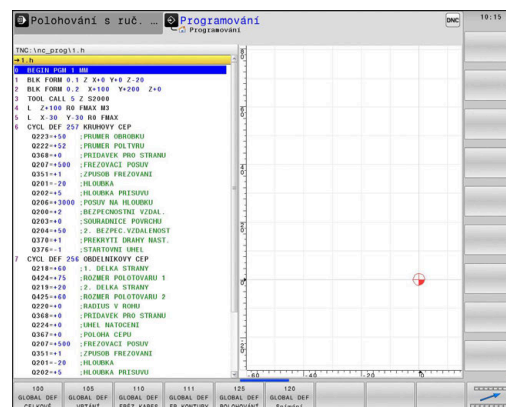 Polohování s ruč. ...
Programování
Programování
DNC
10:15
TNC:\nc_prog\1.h
→1.h
0 BEGIN PGM 1 MM
1 BLK FORM 0.1 Z X+0 Y+0 Z-20
2 BLK FORM 0.2 X+100 Y+200 Z+0
3 TOOL CALL 5 Z S2000
4 L Z+100 R0 FMAX M3
5 L X-30 Y-30 R0 FMAX
6 CYCL DEF 257 KRUHOVY CEP
Q223=+50 ;PRUMER OBROBKU
Q222=+52 ;PRUMER POLTVRU
Q368=+0 ;PRIDAVEK PRO STRANU
Q207=+500 ;FREZOVACI POSUV
Q351=+1 ;ZPUSOB FREZOVANI
Q201=-20 ;HLOUBKA
Q202=+5 ;HLOUBKA PRISUVU
Q206=+3000 ;POSUV NA HLOUBKU
Q200=+2 ;BEZPECNOSTNI VZDAL.
Q203=+0 ;SOURADNICE POVRCHU
Q204=+50 ;2. BEZPEC.VZDALENOST
Q370=+1 ;PREKRYTI DRAHY NAST.
Q376=-1 ;STARTOVNI UHEL
7 CYCL DEF 256 OBDELNIKOVY CEP
Q218=+60 ;1. DELKA STRANY
Q424=+75 ;ROZMER POLOTOVARU 1
Q219=+20 ;2. DELKA STRANY
Q425=+60 ;ROZMER POLOTOVARU 2
Q220=+0 ;RADIUS V ROHU
Q368=+0 ;PRIDAVEK PRO STRANU
Q224=+0 ;UHEL NATOCENI
Q367=+0 ;POLOHA CEPU
Q207=+500 ;FREZOVACI POSUV
Q351=+1 ;ZPUSOB FREZOVANI
Q201=-20 ;HLOUBKA
Q202=+5 ;HLOUBKA PRISUVU
-60 -40 -20 0
100 105 110 111 125 120
GLOBAL DEF GLOBAL DEF GLOBAL DEF GLOBAL DEF GLOBAL DEF GLOBAL DEF